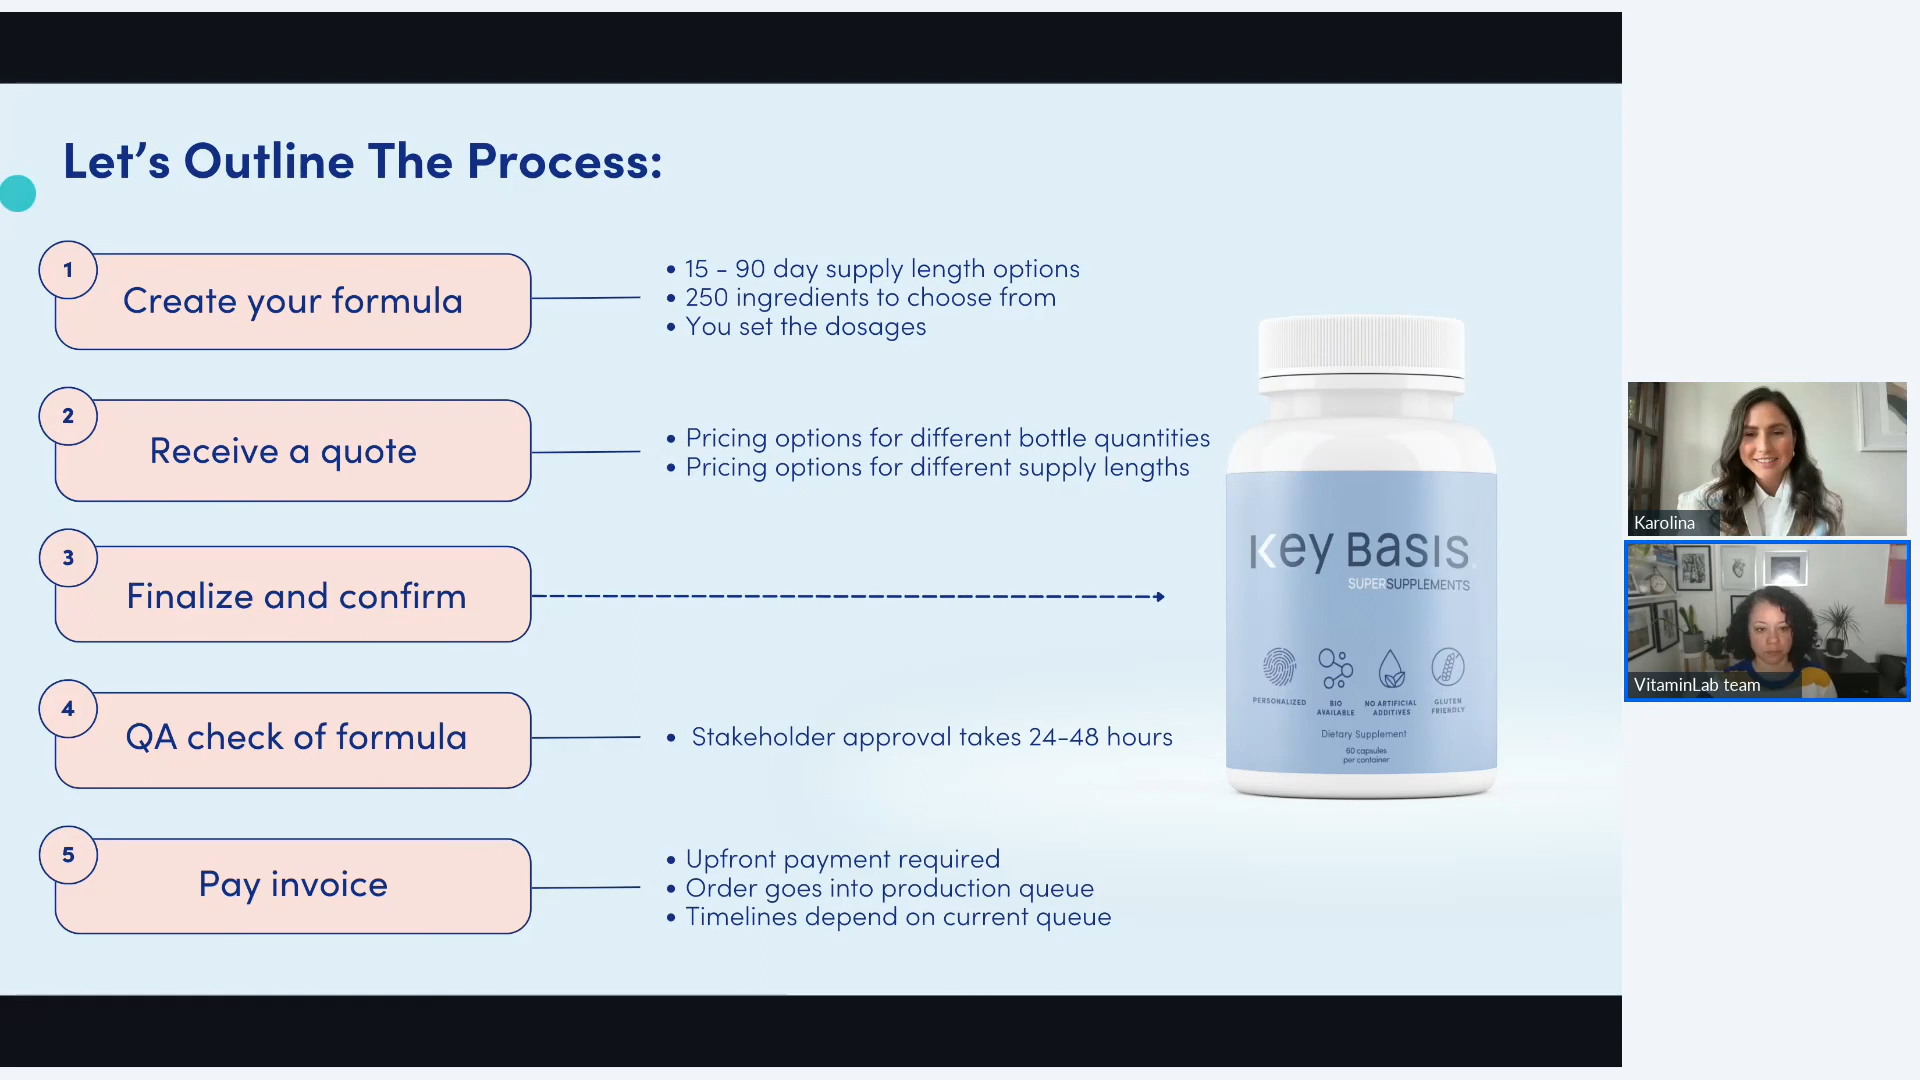 Let's Outline The Process:
1
Create your formula
• 15 - 90 day supply length options
• 250 ingredients to choose from
• You set the dosages
2
Receive a quote
• Pricing options for different bottle quantities
• Pricing options for different supply lengths
3
Finalize and confirm
4
QA check of formula
• Stakeholder approval takes 24-48 hours
5
Pay invoice
• Upfront payment required
• Order goes into production queue
• Timelines depend on current queue
Key Basis
SUPERSUPPLEMENTS
PERSONALIZED
BIO
AVAILABLE
NO ARTIFICIAL
ADDITIVES
GLUTEN
FRIENDLY
Dietary Supplement
60 capsules
per container
Karolina
VitaminLab team